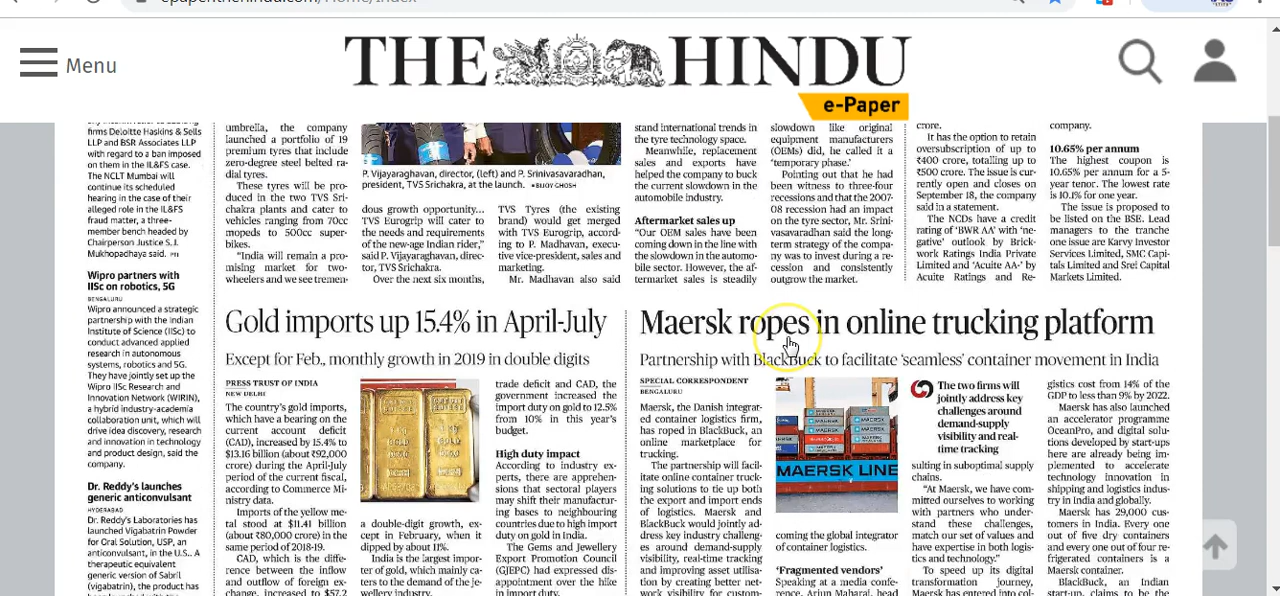 epaper.thehindu.com/Home/Index
Menu
THE HINDU
e-Paper
firms Deloitte Haskins & Sells
LLP and BSR Associates LLP
with regard to a ban imposed
on them in the IL&FS case.
The NCLT Mumbai will
continue its scheduled
hearing in the case of their
alleged role in the IL&FS
fraud matter, a three-
member bench headed by
Chairperson Justice S.J.
Mukhopadhaya said. PTI
Wipro partners with
IISc on robotics, 5G
BENGALURU
Wipro announced a strategic
partnership with the Indian
Institute of Science (IISc) to
conduct advanced applied
research in autonomous
systems, robotics and 5G.
They have jointly set up the
Wipro IISc Research and
Innovation Network (WIRIN),
a hybrid industry-academia
collaboration unit, which will
drive idea discovery, research
and innovation in technology
and product design, said the
company.
Dr. Reddy's launches
generic anticonvulsant
HYDERABAD
Dr. Reddy's Laboratories has
launched Vigabatrin Powder
for Oral Solution, USP, an
anticonvulsant, in the U.S.. A
therapeutic equivalent
generic version of Sabril
(vigabatrin), the product has
umbrella, the company
launched a portfolio of 19
premium tyres that include
zero-degree steel belted ra-
dial tyres.
These tyres will be pro-
duced in the two TVS Sri-
chakra plants and cater to
vehicles ranging from 70cc
mopeds to 500cc super-
bikes.
"India will remain a pro-
mising market for two-
wheelers and we see tremen-
P. Vijayaraghavan, director, (left) and P. Srinivasavaradhan,
president, TVS Srichakra, at the launch. ■ BIJOY GHOSH
dous growth opportunity...
TVS Eurogrip will cater to
the needs and requirements
of the new-age Indian rider,"
said P. Vijayaraghavan, direc-
tor, TVS Srichakra.
Over the next six months,
TVS Tyres (the existing
brand) would get merged
with TVS Eurogrip, accord-
ing to P. Madhavan, execu-
tive vice-president, sales and
marketing.
Mr. Madhavan also said
stand international trends in
the tyre technology space.
Meanwhile, replacement
sales and exports have
helped the company to buck
the current slowdown in the
automobile industry.
Aftermarket sales up
"Our OEM sales have been
coming down in the line with
the slowdown in the automo-
bile sector. However, the af-
termarket sales is steadily
slowdown like original
equipment manufacturers
(OEMs) did, he called it a
'temporary phase.'
Pointing out that he had
been witness to three-four
recessions and that the 2007-
08 recession had an impact
on the tyre sector, Mr. Srini-
vasavaradhan said the long-
term strategy of the compa-
ny was to invest during a re-
cession and consistently
outgrow the market.
crore.
It has the option to retain
oversubscription of up to
₹400 crore, totalling up to
₹500 crore. The issue is cur-
rently open and closes on
September 18, the company
said in a statement.
The NCDs have a credit
rating of 'BWR AA' with 'ne-
gative' outlook by Brick-
work Ratings India Private
Limited and 'Acuite AA-' by
Acuite Ratings and Re-
company.
10.65% per annum
The highest coupon is
10.65% per annum for a 5-
year tenor. The lowest rate
is 10.1% for one year.
The issue is proposed to
be listed on the BSE. Lead
managers to the tranche
one issue are Karvy Investor
Services Limited, SMC Capi-
tals Limited and Srei Capital
Markets Limited.
Gold imports up 15.4% in April-July
Except for Feb., monthly growth in 2019 in double digits
PRESS TRUST OF INDIA
NEW DELHI
The country's gold imports,
which have a bearing on the
current account deficit
(CAD), increased by 15.4% to
$13.16 billion (about ₹92,000
crore) during the April-July
period of the current fiscal,
according to Commerce Mi-
nistry data.
Imports of the yellow me-
tal stood at $11.41 billion
(about ₹80,000 crore) in the
same period of 2018-19.
CAD, which is the diffe-
rence between the inflow
and outflow of foreign ex-
change, increased to $57.2
a double-digit growth, ex-
cept in February, when it
dipped by about 11%.
India is the largest impor-
ter of gold, which mainly ca-
ters to the demand of the je-
wellery industry.
trade deficit and CAD, the
government increased the
import duty on gold to 12.5%
from 10% in this year's
budget.
High duty impact
According to industry ex-
perts, there are apprehen-
sions that sectoral players
may shift their manufactur-
ing bases to neighbouring
countries due to high import
duty on gold in India.
The Gems and Jewellery
Export Promotion Council
(GJEPC) had expressed dis-
appointment over the hike
in import duty.
Maersk ropes in online trucking platform
Partnership with BlackBuck to facilitate 'seamless' container movement in India
SPECIAL CORRESPONDENT
BENGALURU
Maersk, the Danish integrat-
ed container logistics firm,
has roped in BlackBuck, an
online marketplace for
trucking.
The partnership will facil-
itate online container truck-
ing solutions to tie up both
the export and import ends
of logistics. Maersk and
BlackBuck would jointly ad-
dress key industry challeng-
es around demand-supply
visibility, real-time tracking
and improving asset utilisa-
tion by creating better net-
work visibility for custom-
MAERSK LINE
coming the global integrator
of container logistics.
'Fragmented vendors'
Speaking at a media confe-
rence, Arjun Maharaj, head
The two firms will
jointly address key
challenges around
demand-supply
visibility and real-
time tracking
sulting in suboptimal supply
chains.
"At Maersk, we have com-
mitted ourselves to working
with partners who under-
stand these challenges,
match our set of values and
have expertise in both logis-
tics and technology."
To speed up its digital
transformation journey,
Maersk has entered into col-
gistics cost from 14% of the
GDP to less than 9% by 2022.
Maersk has also launched
an accelerator programme
OceanPro, and digital solu-
tions developed by start-ups
here are already being im-
plemented to accelerate
technology innovation in
shipping and logistics indus-
try in India and globally.
Maersk has 29,000 cus-
tomers in India. Every one
out of five dry containers
and every one out of four re-
frigerated containers is a
Maersk container.
BlackBuck, an Indian
start-up, claims to be the